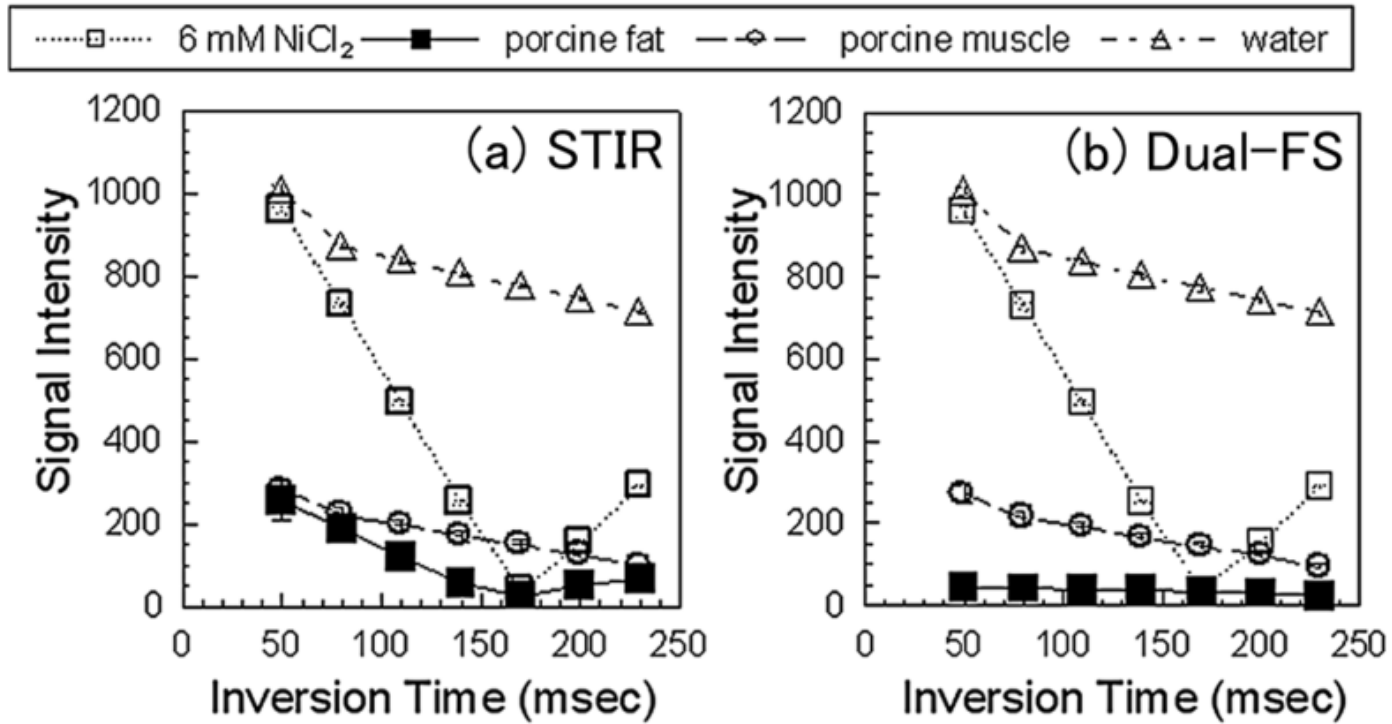 6 mM NiCl₂ porcine fat porcine muscle water
(a) STIR
1200
1000
800
600
400
200
0
Signal Intensity
0 50 100 150 200 250
Inversion Time (msec)
(b) Dual-FS
1200
1000
800
600
400
200
0
Signal Intensity
0 50 100 150 200 250
Inversion Time (msec)